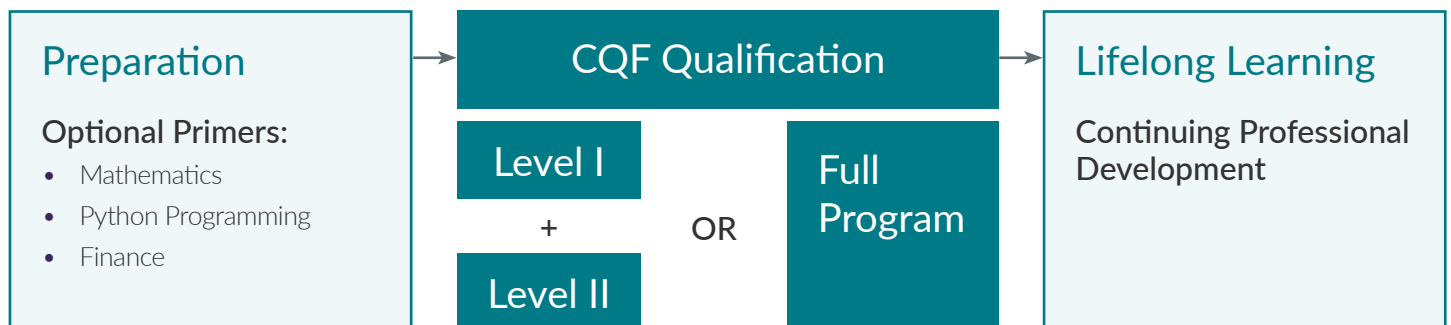 Preparation
Optional Primers:
• Mathematics
• Python Programming
• Finance
CQF Qualification
Level I
+
Level II
OR
Full
Program
Lifelong Learning
Continuing Professional
Development